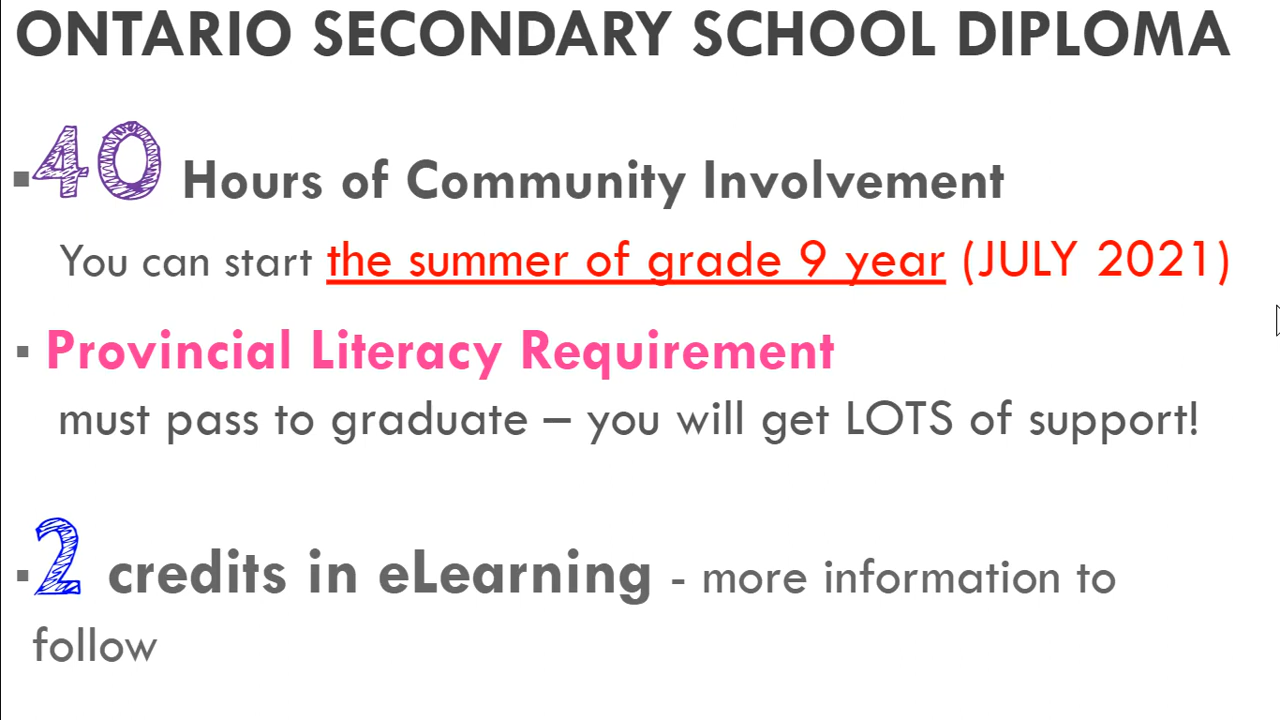 ONTARIO SECONDARY SCHOOL DIPLOMA
▪40 Hours of Community Involvement
You can start the summer of grade 9 year (JULY 2021)
▪ Provincial Literacy Requirement
must pass to graduate – you will get LOTS of support!
▪2 credits in eLearning - more information to
follow